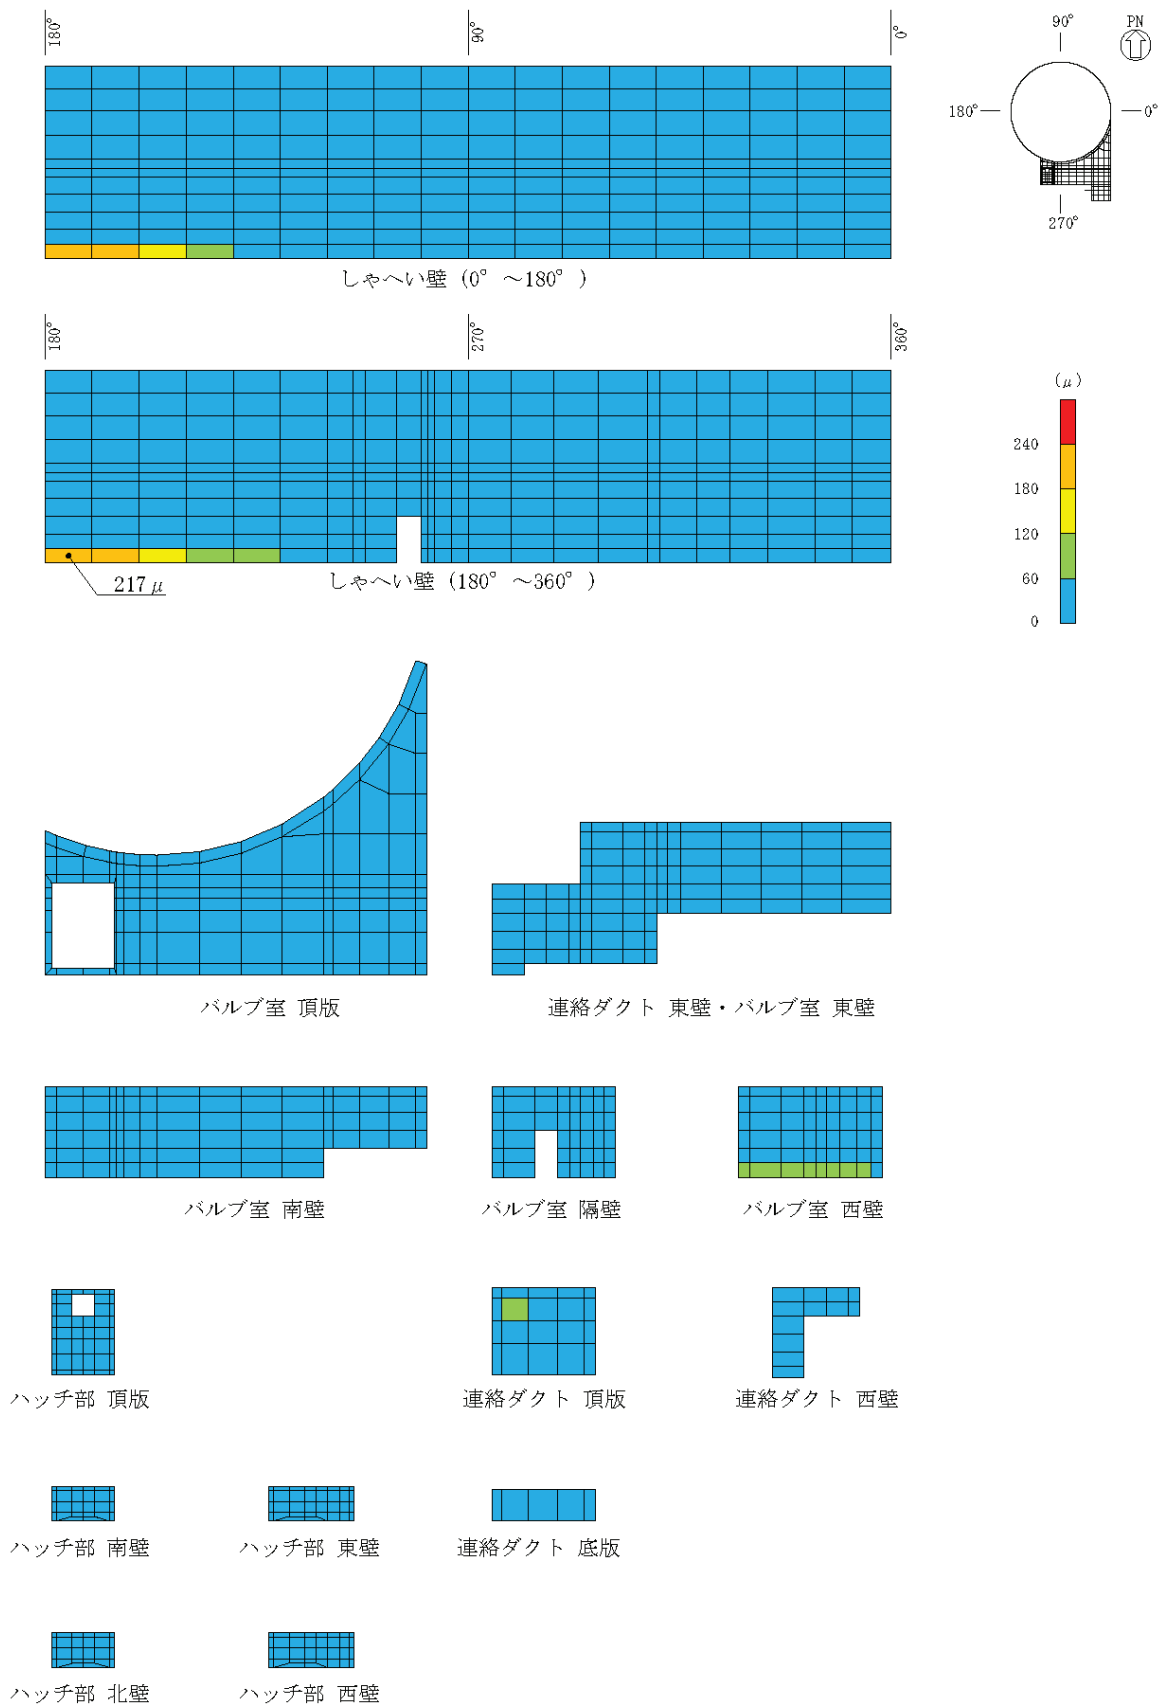 180°
90°
0°
90°
PN
180°
0°
270°
しゃへい壁 (0° ～180° )
180°
270°
360°
(μ)
240
180
120
60
0
217μ
しゃへい壁 (180° ～360° )
バルブ室 頂版
連絡ダクト 東壁・バルブ室 東壁
バルブ室 南壁
バルブ室 隔壁
バルブ室 西壁
ハッチ部 頂版
連絡ダクト 頂版
連絡ダクト 西壁
ハッチ部 南壁
ハッチ部 東壁
連絡ダクト 底版
ハッチ部 北壁
ハッチ部 西壁